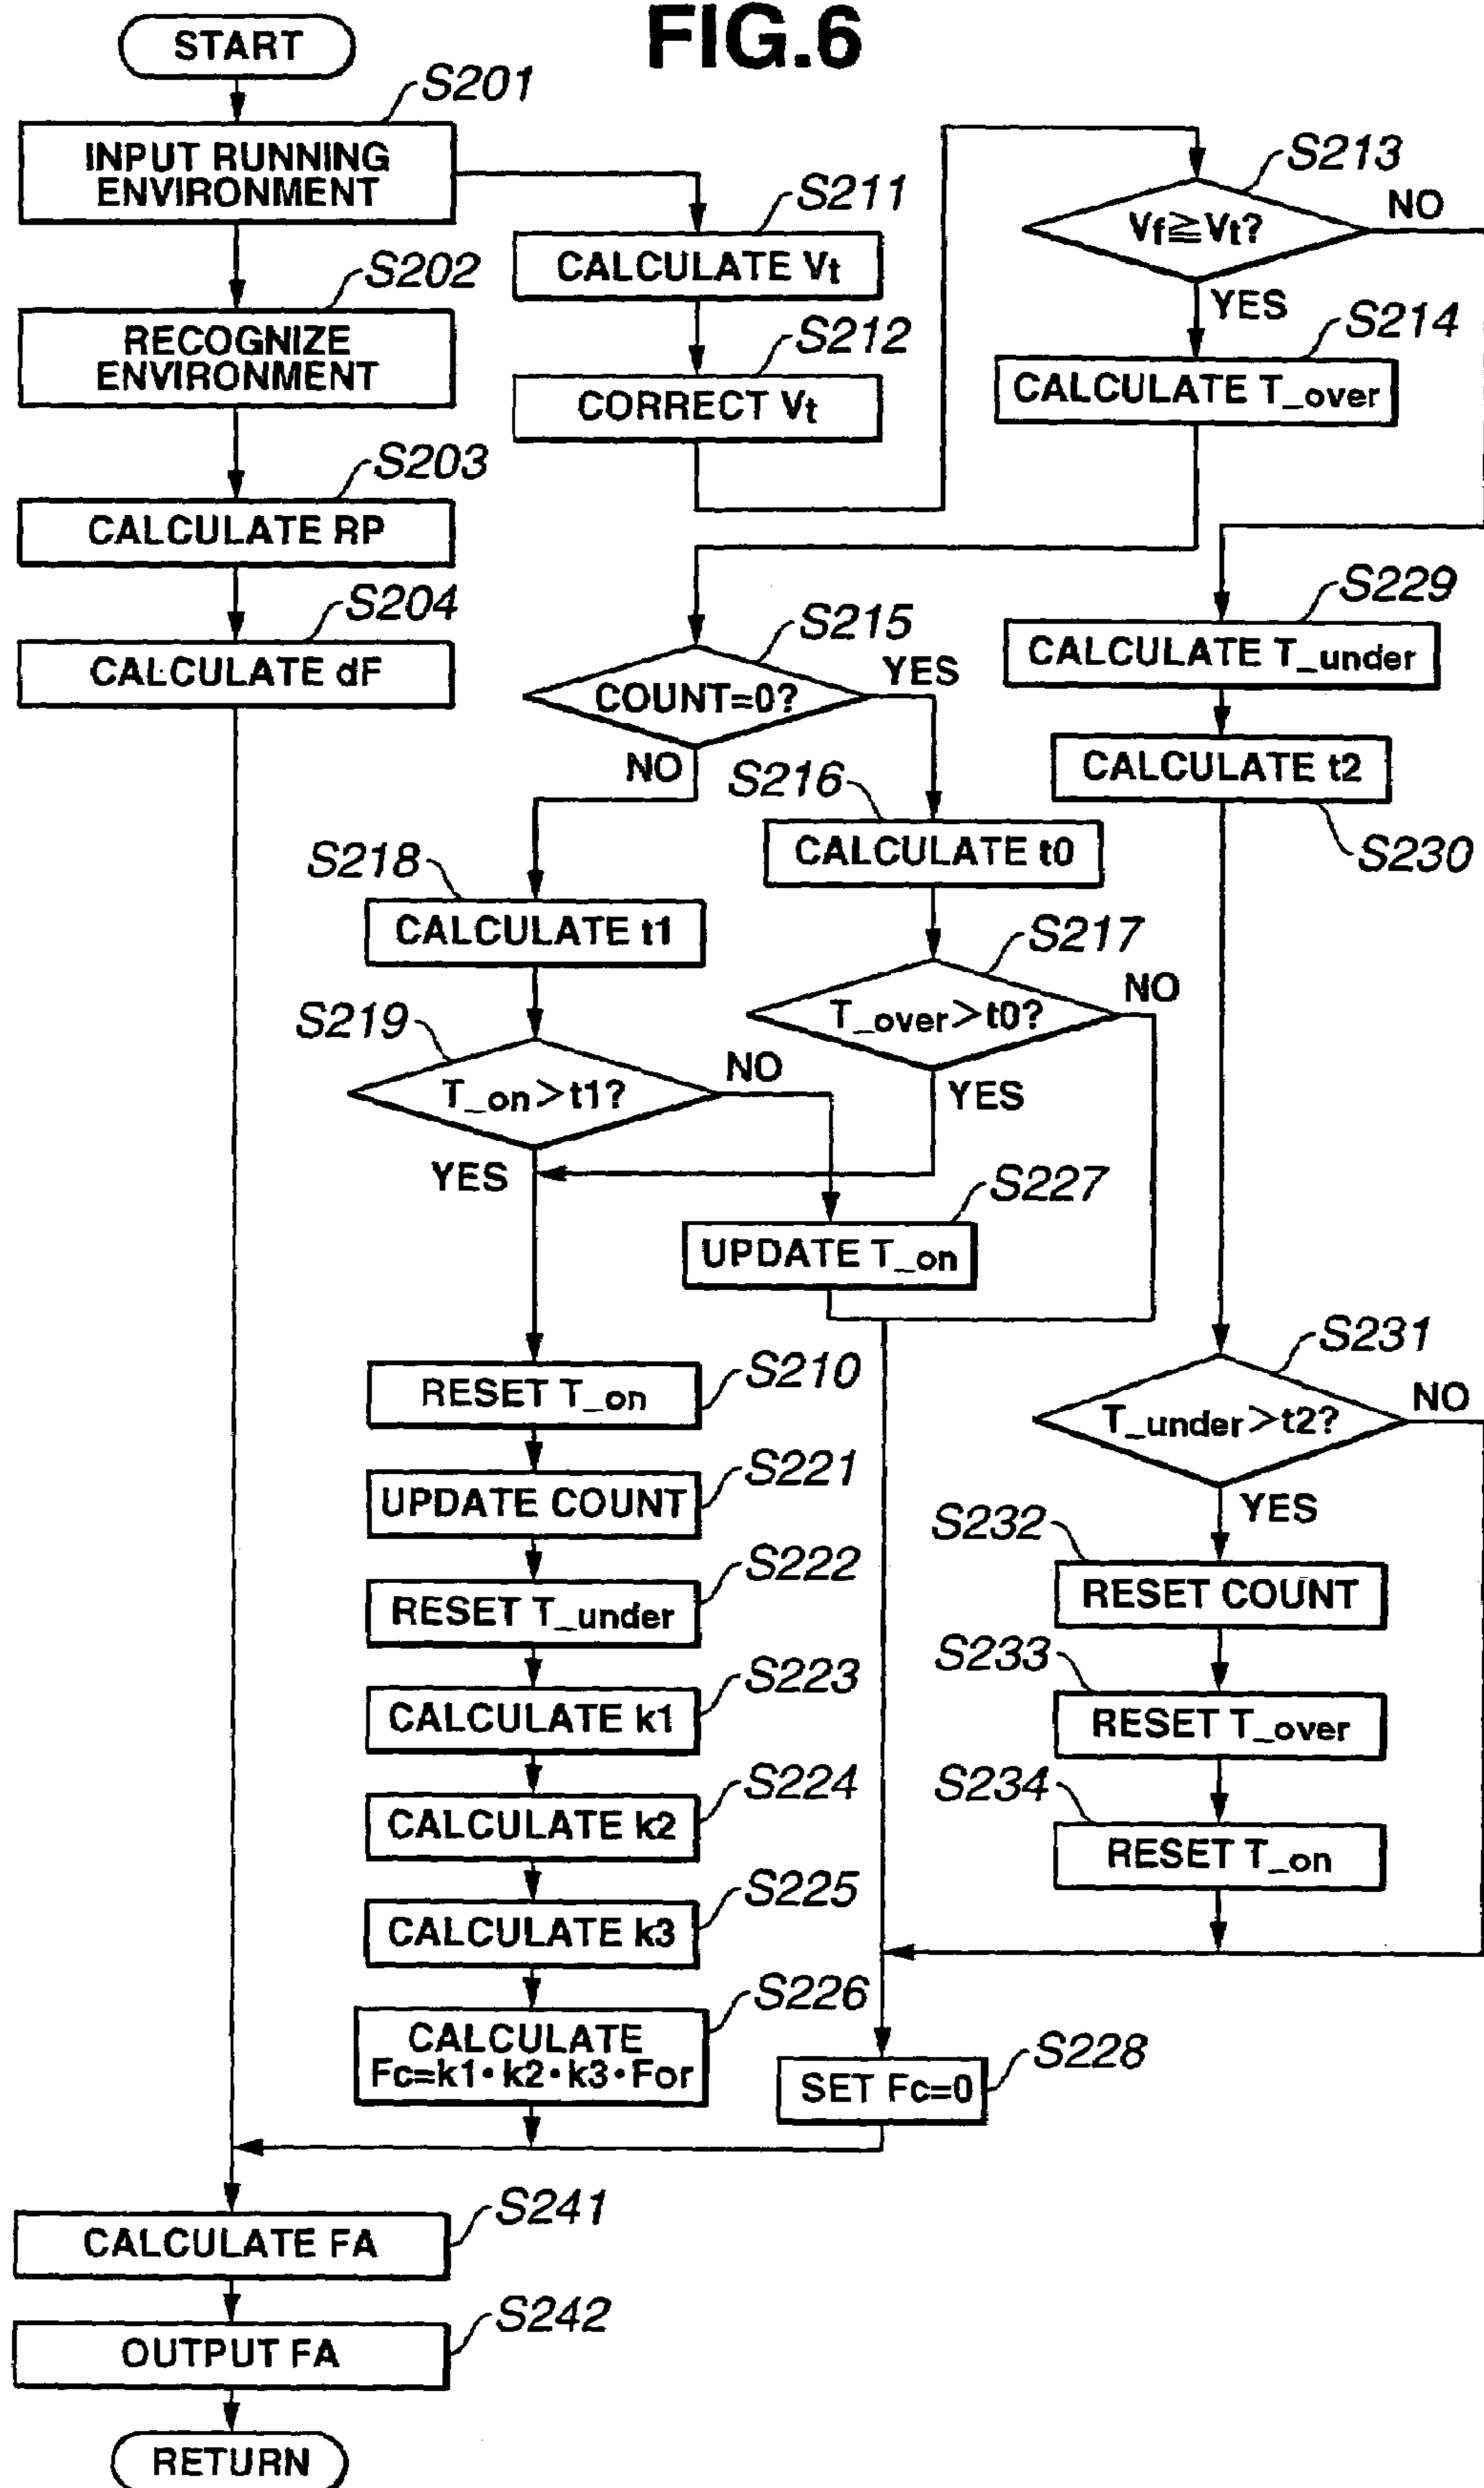 FIG.6
START
S201
INPUT RUNNING
ENVIRONMENT
S202
RECOGNIZE
ENVIRONMENT
S203
CALCULATE RP
S204
CALCULATE dF
S211
CALCULATE Vt
S212
CORRECT Vt
S213
Vf≧Vt?
NO
YES
S214
CALCULATE T_over
S215
COUNT=0?
YES
NO
S216
CALCULATE t0
S217
T_over>t0?
NO
YES
S218
CALCULATE t1
S219
T_on>t1?
NO
YES
S227
UPDATE T_on
S210
RESET T_on
S221
UPDATE COUNT
S222
RESET T_under
S223
CALCULATE k1
S224
CALCULATE k2
S225
CALCULATE k3
S226
CALCULATE
Fc=k1•k2•k3•For
S228
SET Fc=0
S229
CALCULATE T_under
CALCULATE t2
S230
S231
T_under>t2?
NO
YES
S232
RESET COUNT
S233
RESET T_over
S234
RESET T_on
S241
CALCULATE FA
S242
OUTPUT FA
RETURN